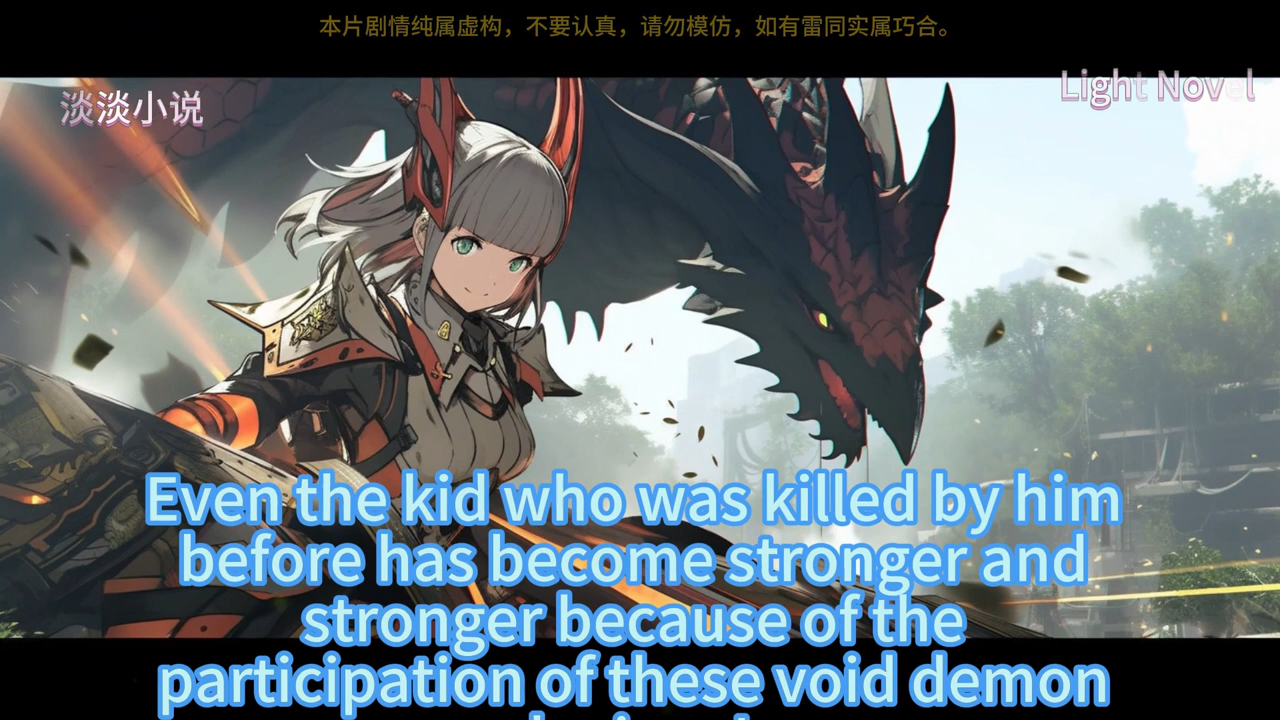 本片剧情纯属虚构，不要认真，请勿模仿，如有雷同实属巧合。
淡淡小说
Light Novel
Even the kid who was killed by him
before has become stronger and
stronger because of the
participation of these void demon